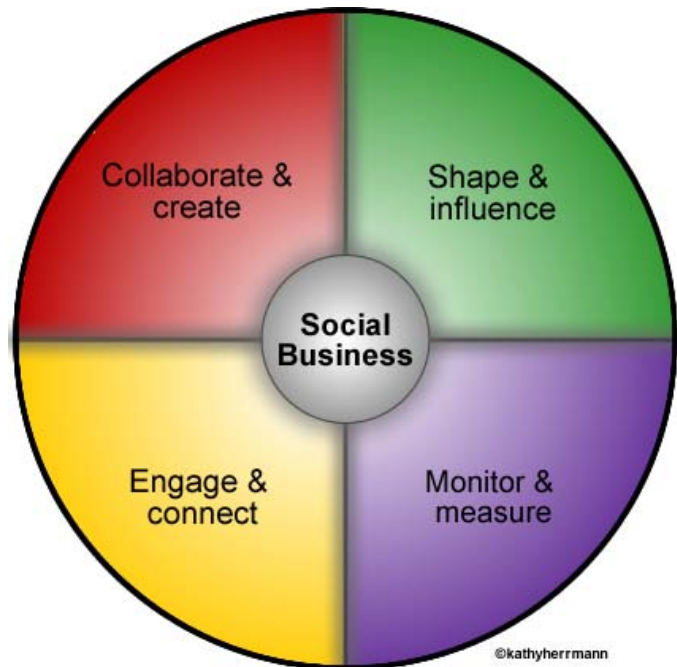 Collaborate &
create
Shape &
influence
Social
Business
Engage &
connect
Monitor &
measure
©kathyherrmann